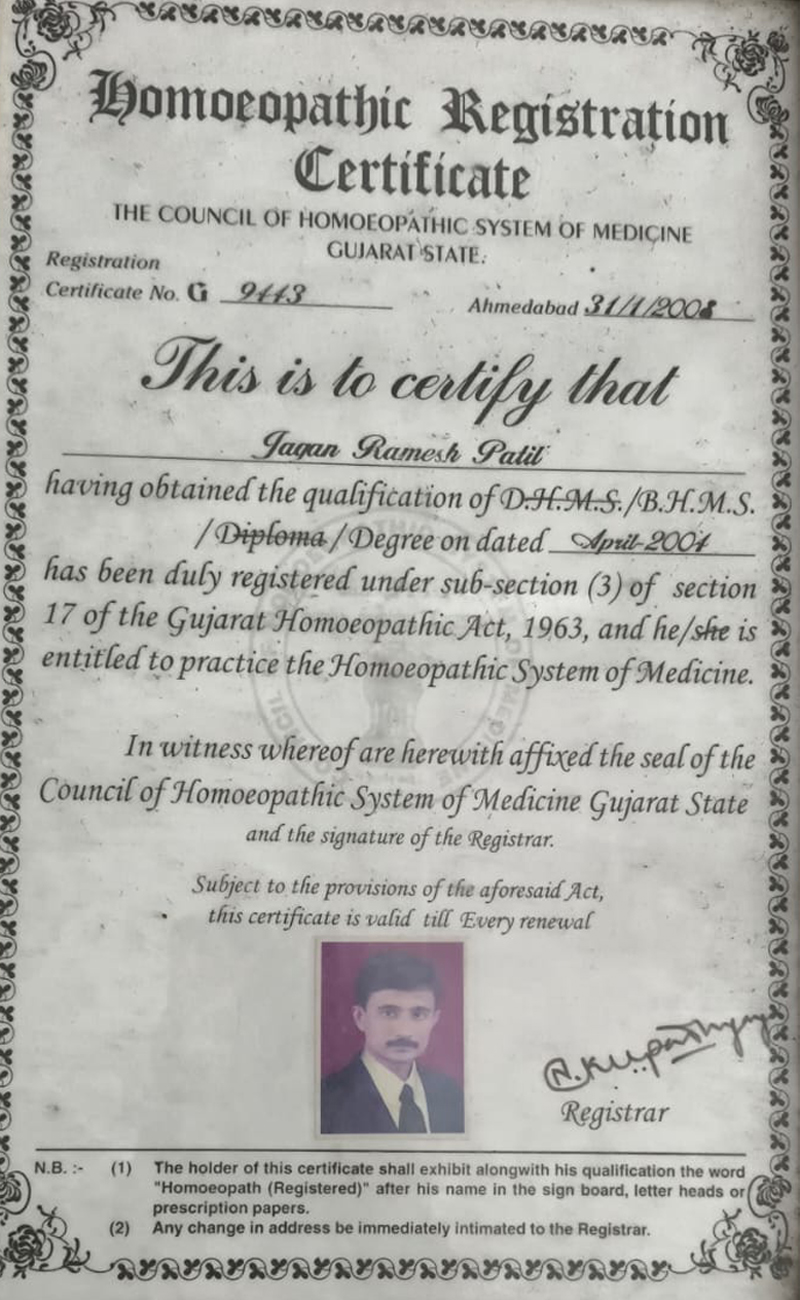 Homoeopathic Registration
Certificate
THE COUNCIL OF HOMOEOPATHIC SYSTEM OF MEDICINE
GUJARAT STATE.
Registration
Certificate No. G 9443
Ahmedabad 31/1/2008
This is to certify that
Jagan Ramesh Patil
having obtained the qualification of D.H.M.S./B.H.M.S.
/Diploma/Degree on dated April-2004
has been duly registered under sub-section (3) of section
17 of the Gujarat Homoeopathic Act, 1963, and he/she is
entitled to practice the Homoeopathic System of Medicine.
In witness whereof are herewith affixed the seal of the
Council of Homoeopathic System of Medicine Gujarat State
and the signature of the Registrar.
Subject to the provisions of the aforesaid Act,
this certificate is valid till Every renewal
Registrar
N.B. :- (1) The holder of this certificate shall exhibit alongwith his qualification the word
"Homoeopath (Registered)" after his name in the sign board, letter heads or
prescription papers.
(2) Any change in address be immediately intimated to the Registrar.